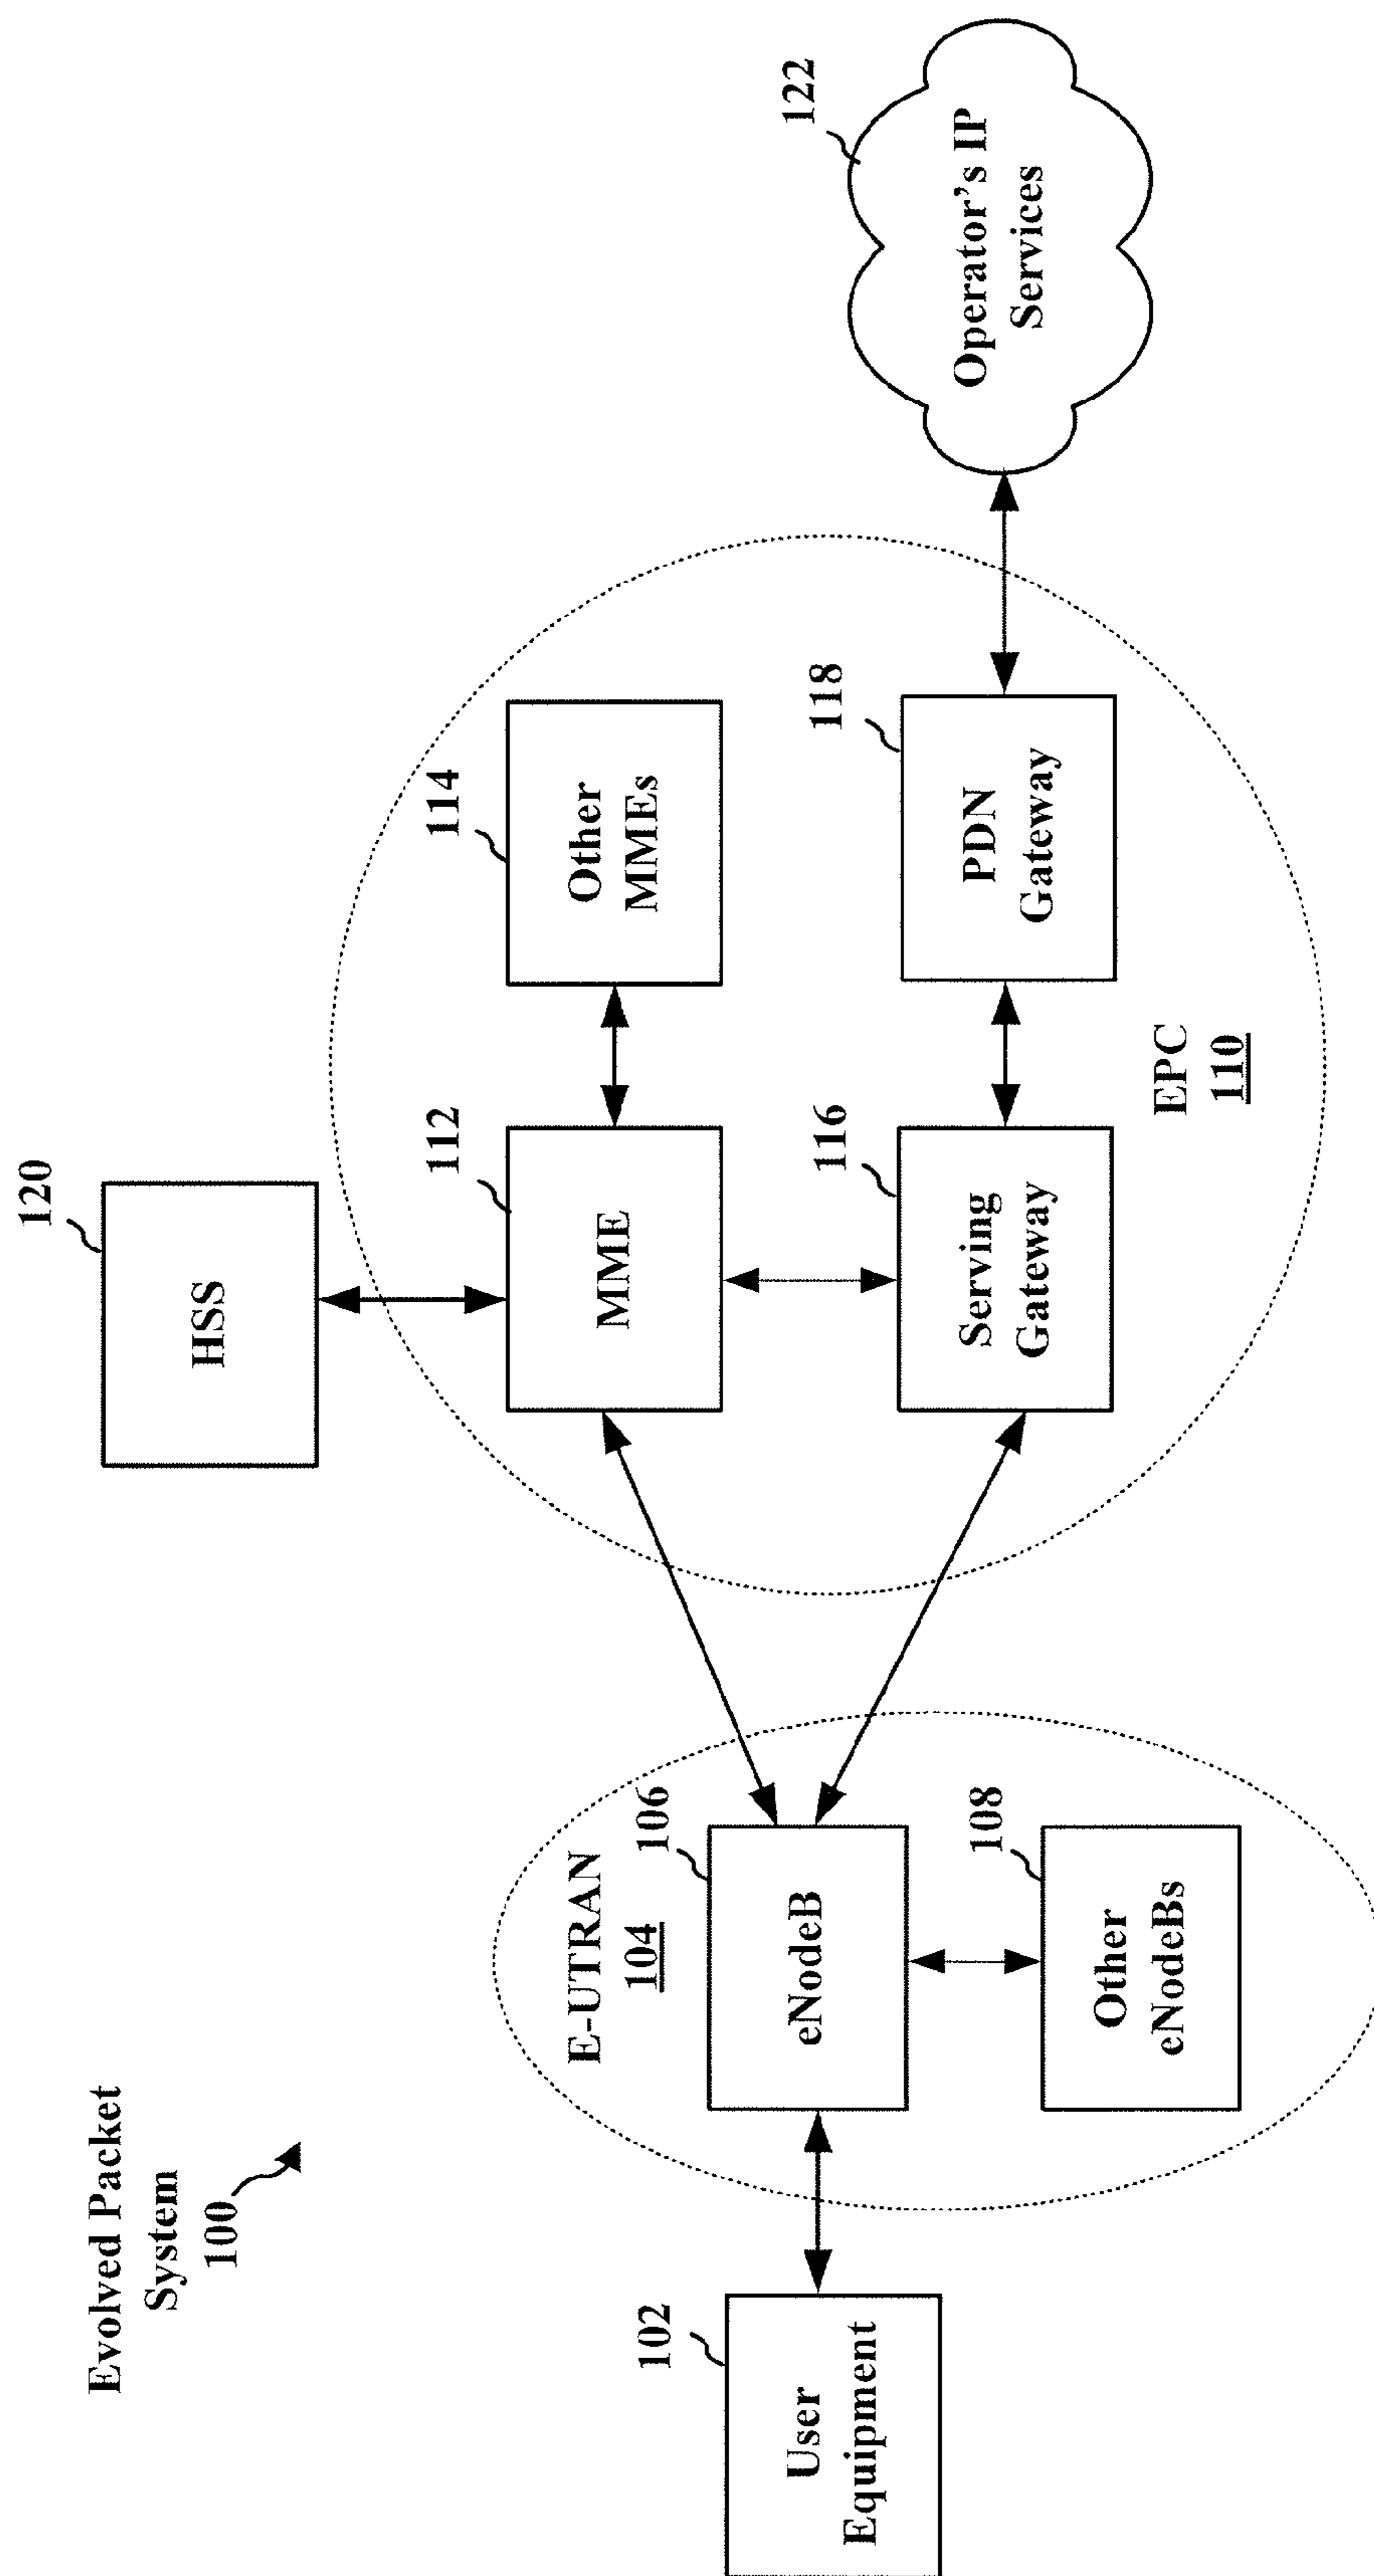 Evolved Packet
System
100
120
HSS
112
MME
114
Other
MMEs
E-UTRAN
104
106
eNodeB
102
User
Equipment
108
Other
eNodeBs
116
Serving
Gateway
118
PDN
Gateway
EPC
110
122
Operator's IP
Services